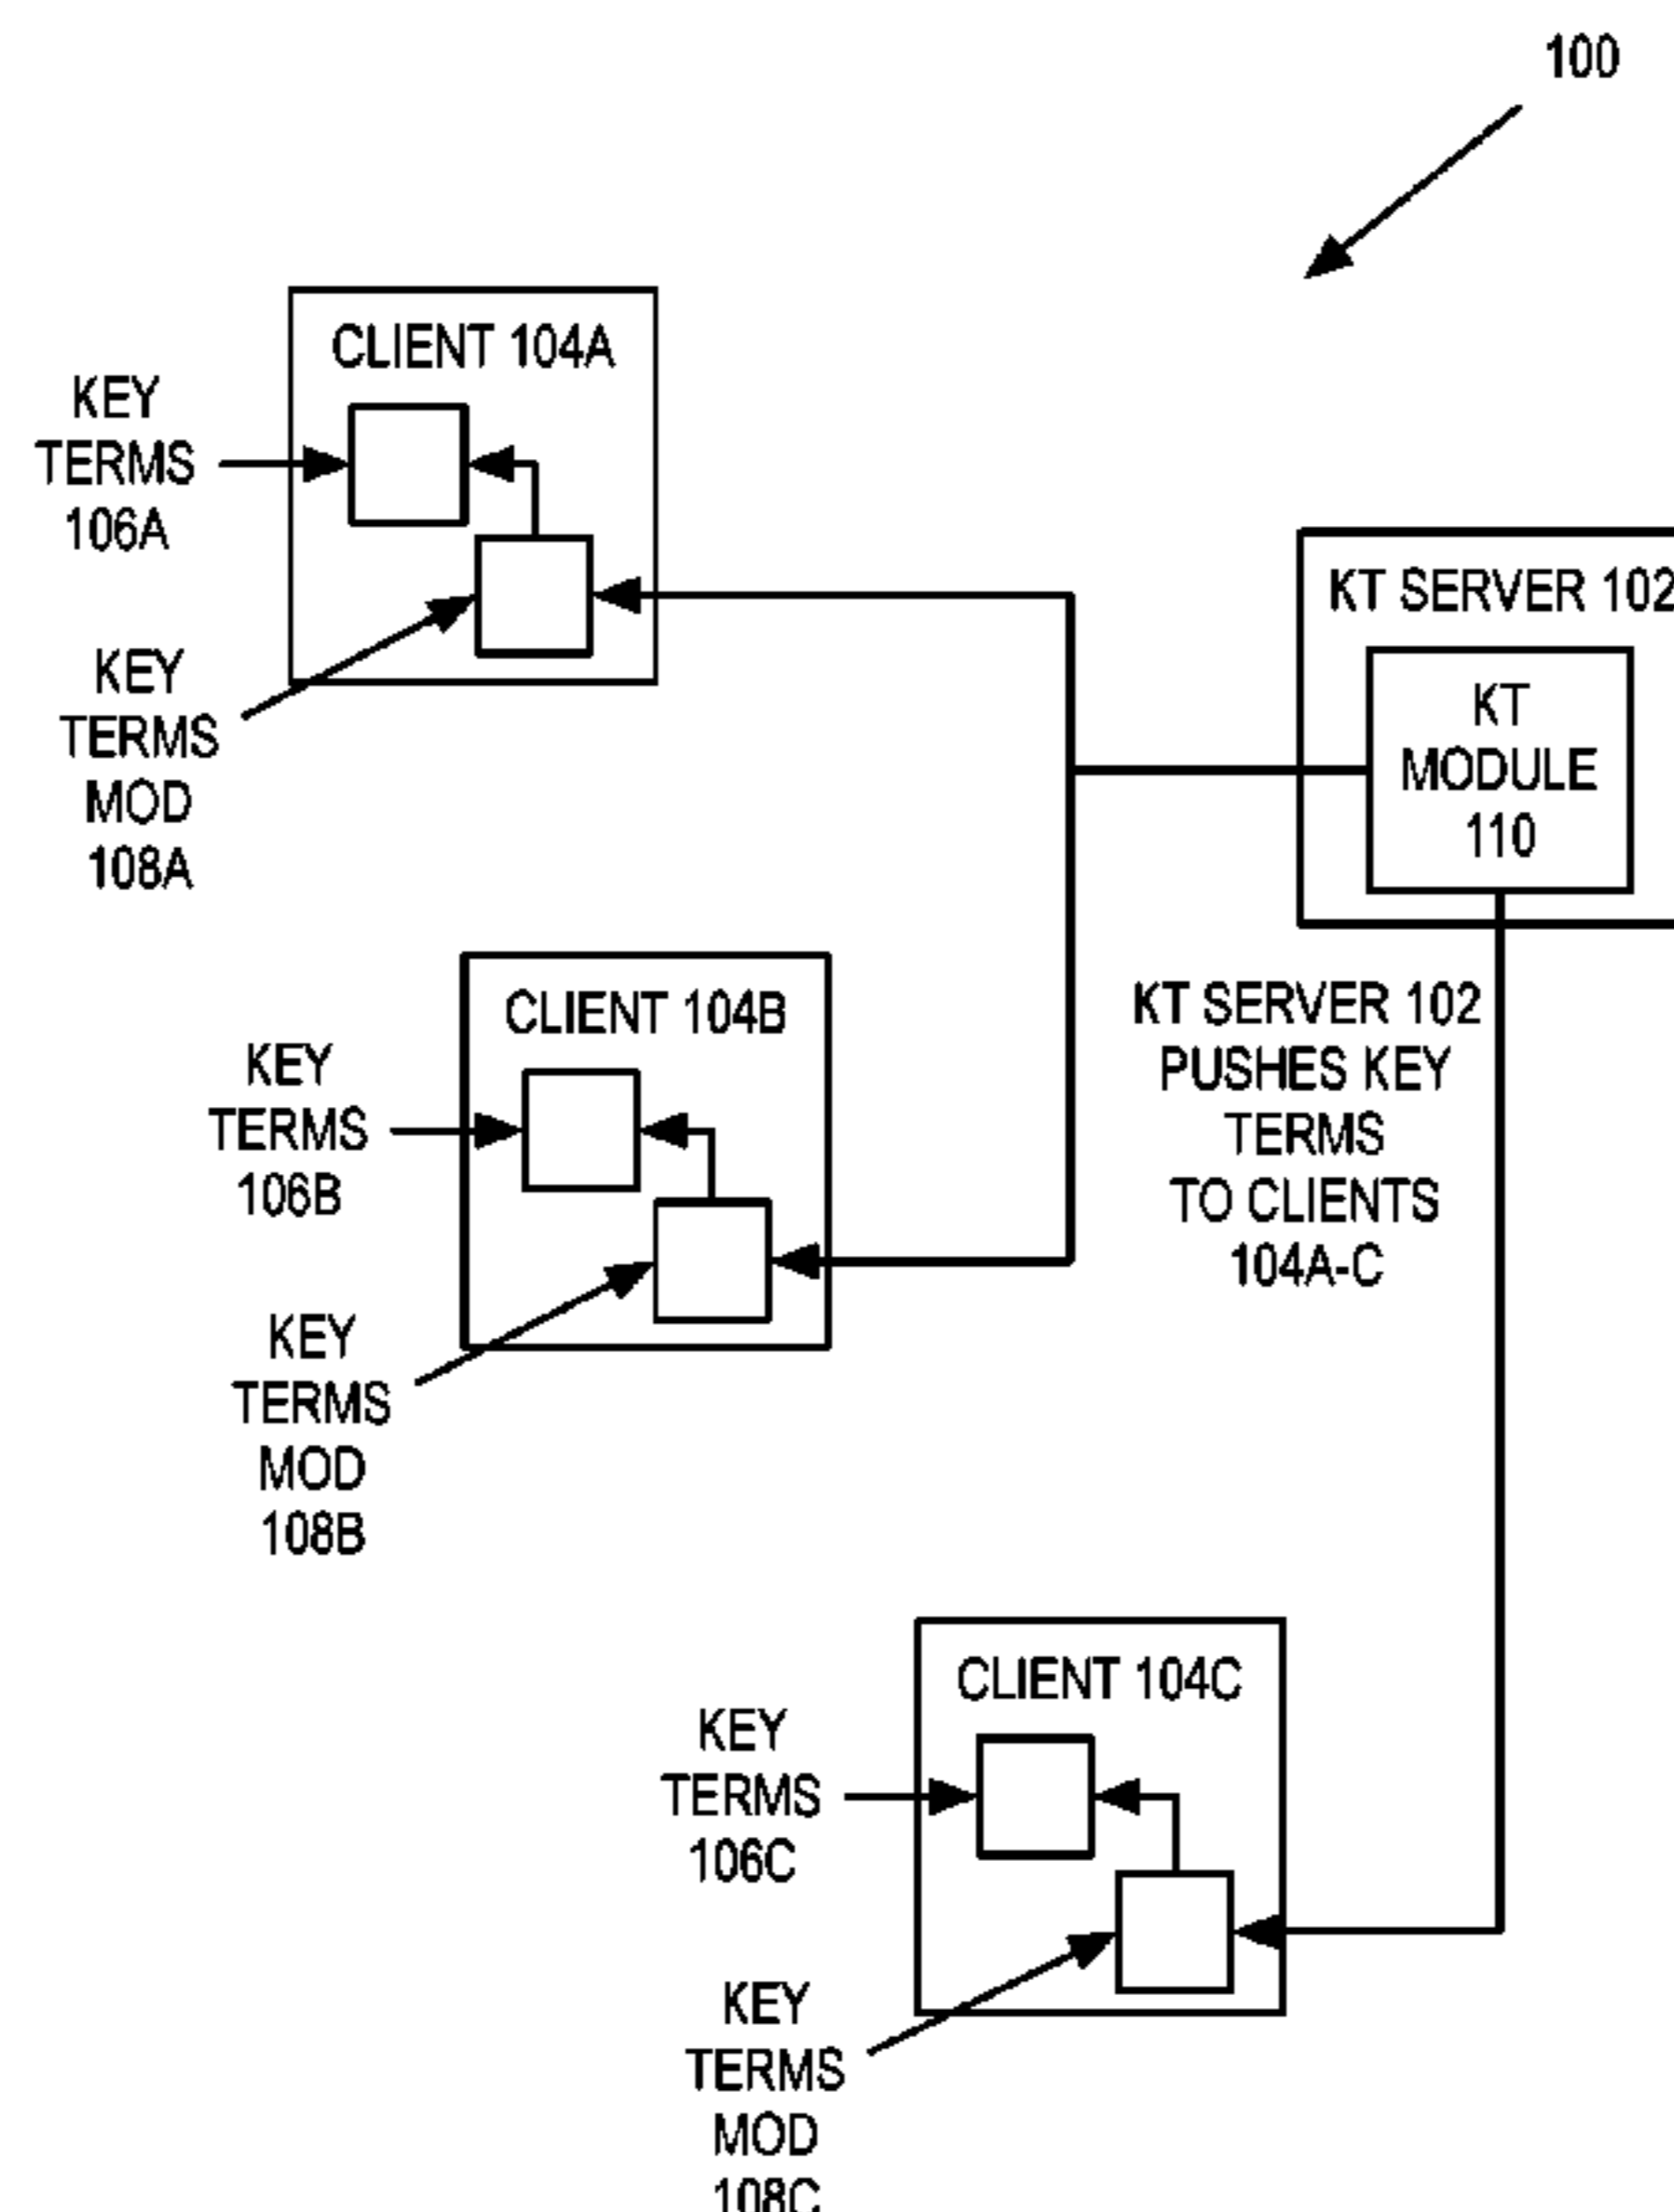 100
CLIENT 104A
KEY
TERMS
106A
KEY
TERMS
MOD
108A
KT SERVER 102
KT
MODULE
110
CLIENT 104B
KEY
TERMS
106B
KEY
TERMS
MOD
108B
KT SERVER 102
PUSHES KEY
TERMS
TO CLIENTS
104A-C
CLIENT 104C
KEY
TERMS
106C
KEY
TERMS
MOD
108C